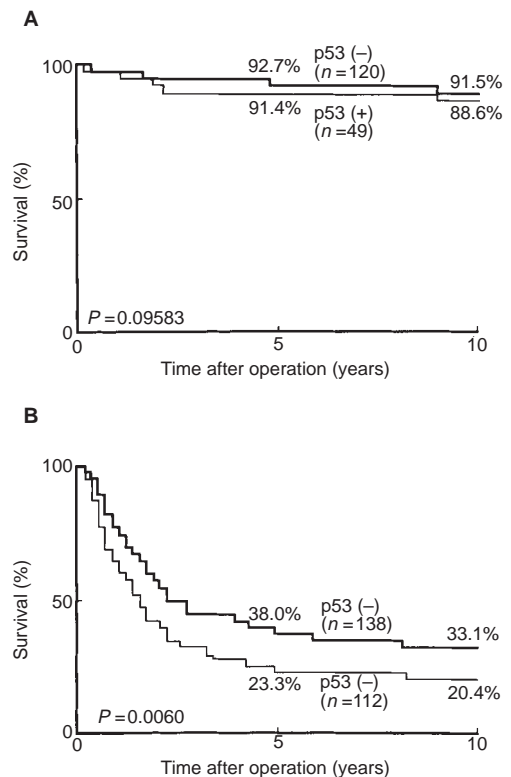 A
100
50
0
Survival (%)
92.7%
p53 (–)
(n=120)
91.5%
91.4%
p53 (+)
(n=49)
88.6%
P=0.09583
0
5
10
Time after operation (years)
B
100
50
0
Survival (%)
38.0%
p53 (–)
(n=138)
33.1%
23.3%
p53 (–)
(n=112)
20.4%
P=0.0060
0
5
10
Time after operation (years)